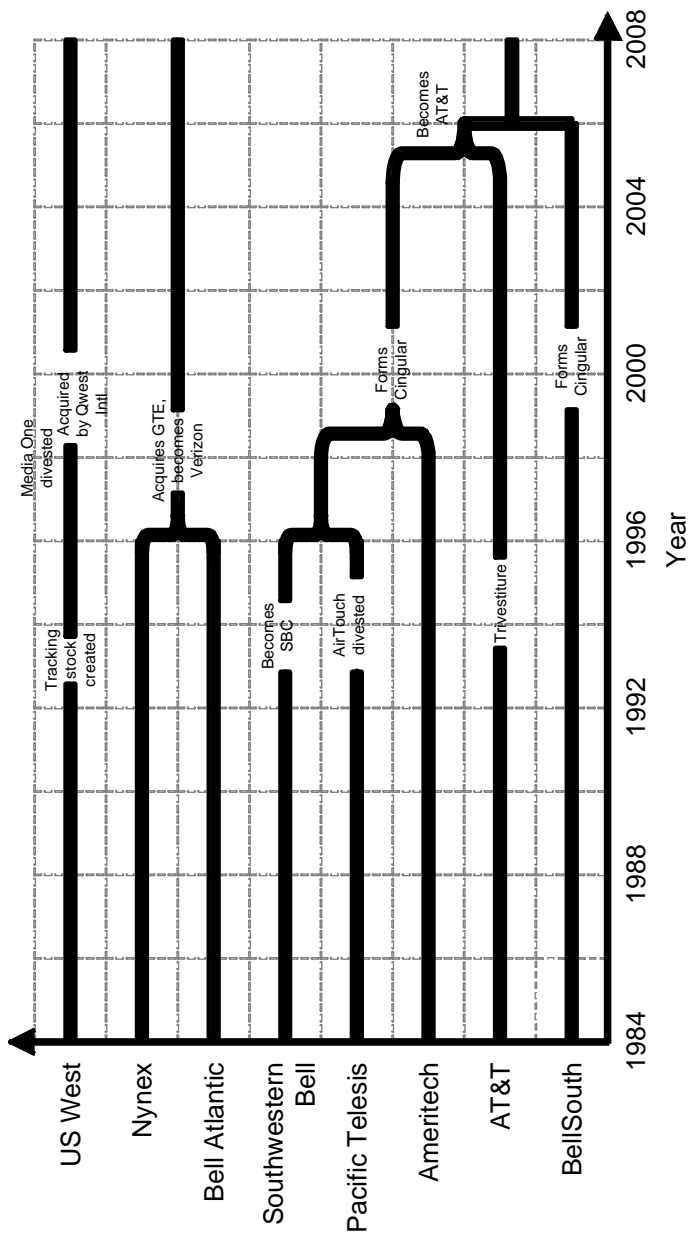 US West
Nynex
Bell Atlantic
Southwestern
Bell
Pacific Telesis
Ameritech
AT&T
BellSouth
Tracking
stock
created
Media One
divested
Acquired
by Qwest
Intl
Acquires GTE,
becomes
Verizon
Becomes
SBC
AirTouch
divested
Forms
Cingular
Becomes
AT&T
Trivestiture
Forms
Cingular
1984
1988
1992
1996
2000
2004
2008
Year